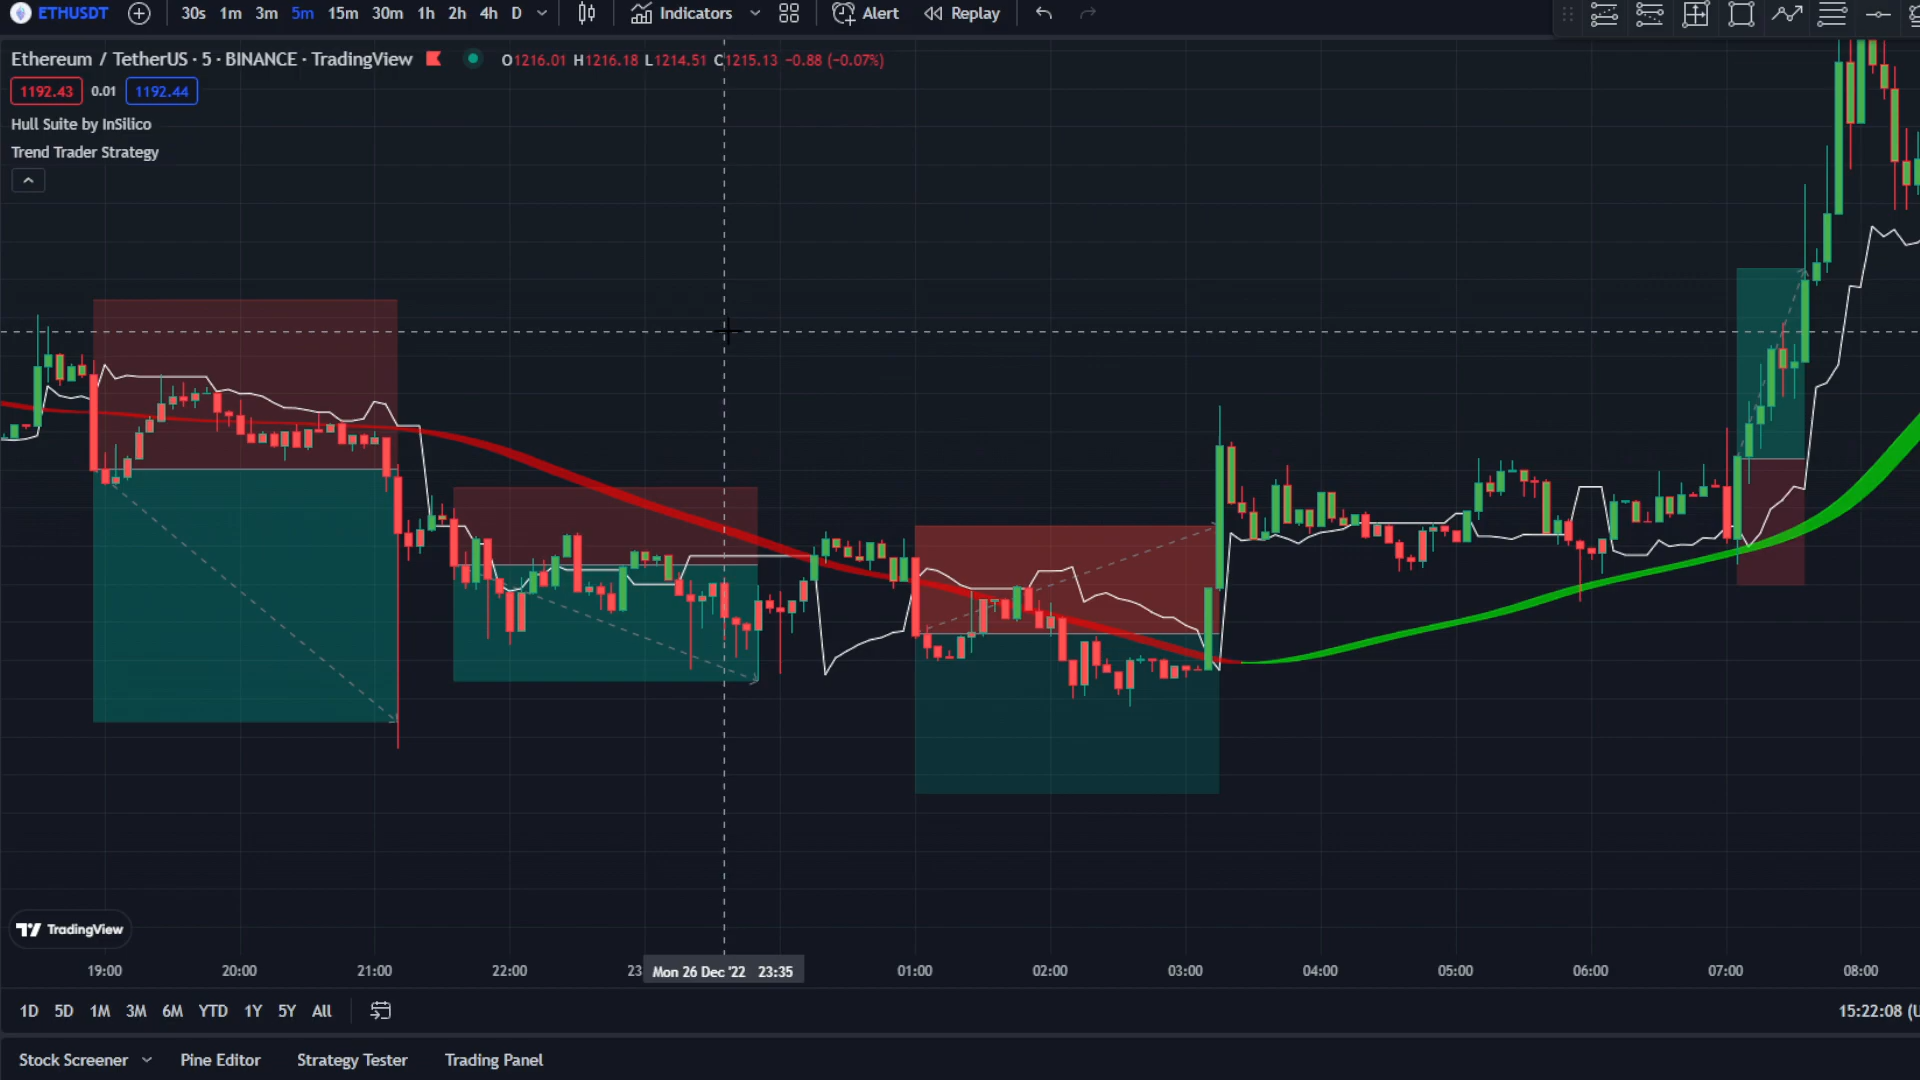 ETHUSDT 30s 1m 3m 5m 15m 30m 1h 2h 4h D Indicators Alert Replay
Ethereum / TetherUS · 5 · BINANCE · TradingView O1216.01 H1216.18 L1214.51 C1215.13 −0.88 (−0.07%)
1192.43 0.01 1192.44
Hull Suite by InSilico
Trend Trader Strategy
TradingView
19:00 20:00 21:00 22:00 23 Mon 26 Dec '22 23:35 01:00 02:00 03:00 04:00 05:00 06:00 07:00 08:00
1D 5D 1M 3M 6M YTD 1Y 5Y All 15:22:08 (U
Stock Screener Pine Editor Strategy Tester Trading Panel